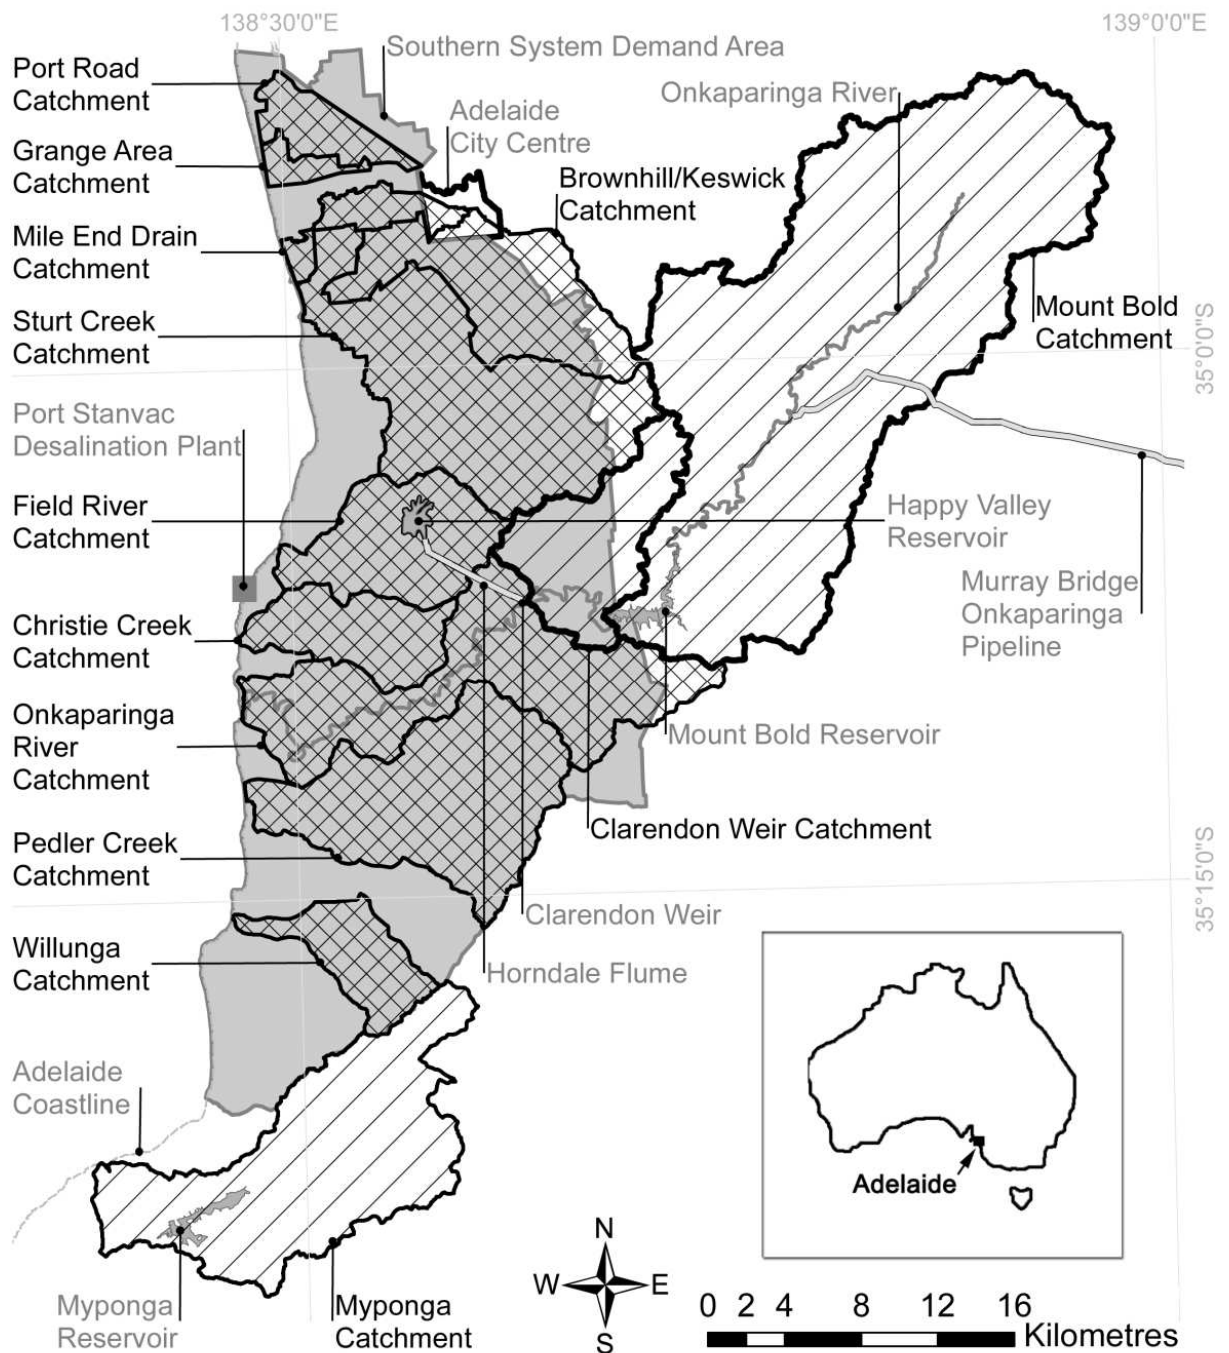 138°30'0"E
139°0'0"E
Southern System Demand Area
Port Road
Catchment
Onkaparinga River
Adelaide
City Centre
Grange Area
Catchment
Brownhill/Keswick
Catchment
Mile End Drain
Catchment
Mount Bold
Catchment
Sturt Creek
Catchment
35°0'0"S
Port Stanvac
Desalination Plant
Field River
Catchment
Happy Valley
Reservoir
Murray Bridge
Onkaparinga
Pipeline
Christie Creek
Catchment
Onkaparinga
River
Catchment
Mount Bold Reservoir
Clarendon Weir Catchment
Pedler Creek
Catchment
35°15'0"S
Clarendon Weir
Willunga
Catchment
Horndale Flume
Adelaide
Coastline
Adelaide
N
W
E
S
Myponga
Reservoir
Myponga
Catchment
0 2 4 8 12 16
Kilometres